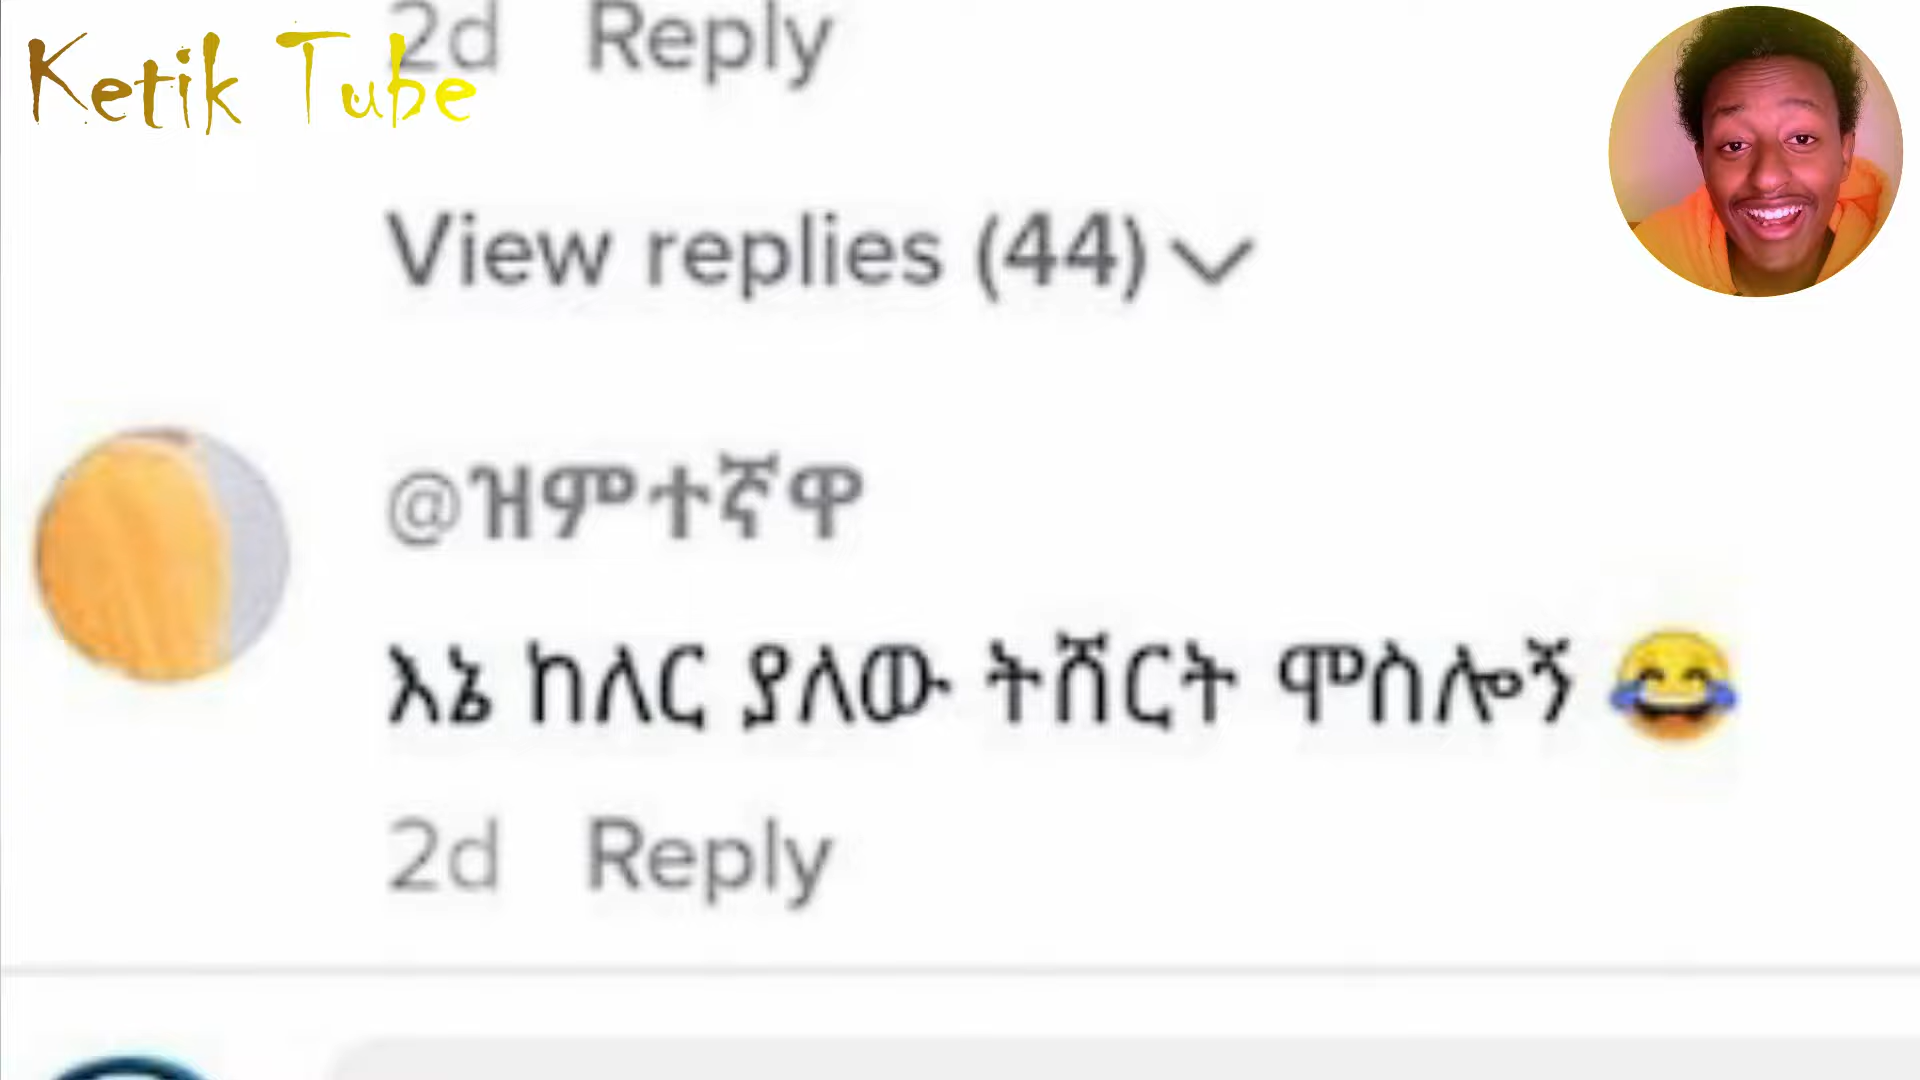 Ketik Tube
2d Reply
View replies (44)
@ዝምተኛዋ
እኔ ከለር ያለው ትሸርት ሞስሎኝ 😂
2d Reply